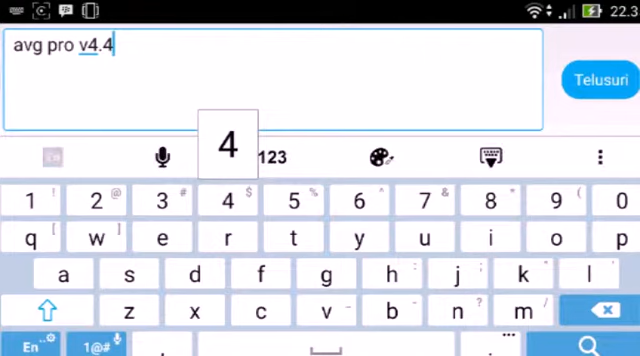 22.3
avg pro v4.4
Telusuri
4
123
1 ! 2 @ 3 # 4 $ 5 % 6 ^ 7 & 8 * 9 ( 0
q [ w ] e r t y u i o p
a s d f g h j ; k : l
z x c v - b _ n ? m /
En 1@# , . ...